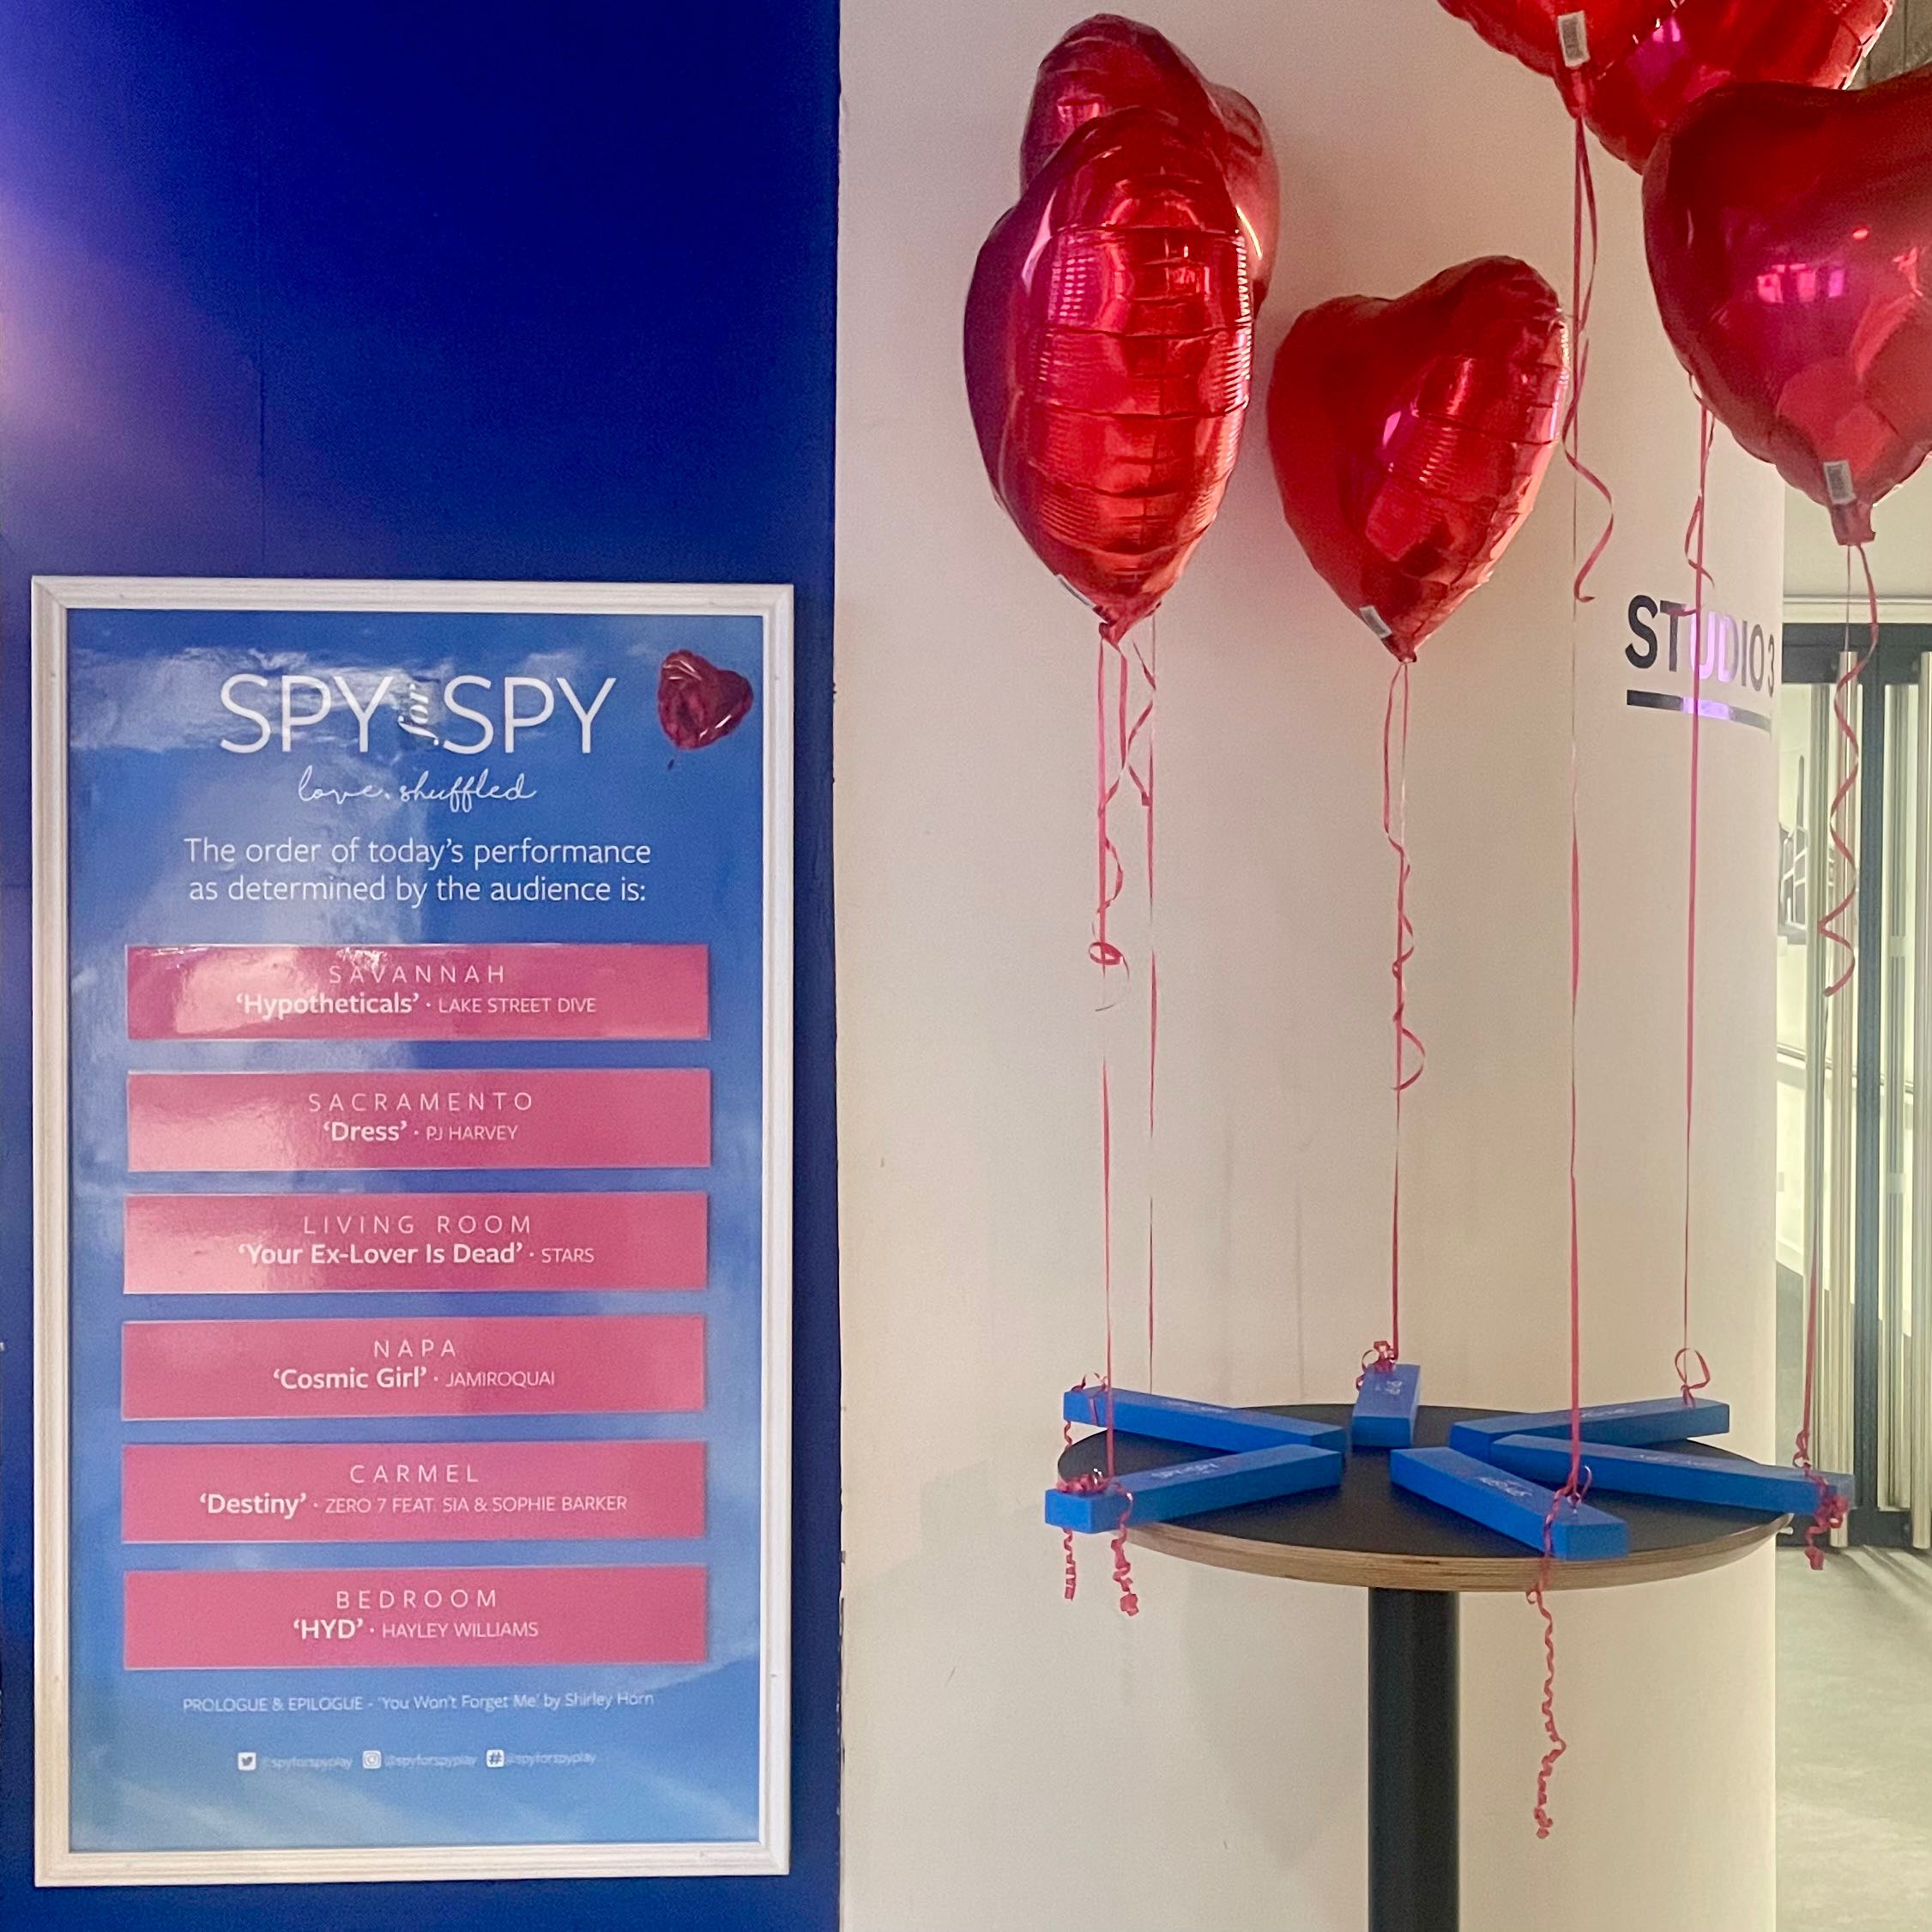 SPY for SPY
love, shuffled
The order of today's performance
as determined by the audience is:
SAVANNAH
‘Hypotheticals’ · LAKE STREET DIVE
SACRAMENTO
‘Dress’ · PJ HARVEY
LIVING ROOM
‘Your Ex-Lover Is Dead’ · STARS
NAPA
‘Cosmic Girl’ · JAMIROQUAI
CARMEL
‘Destiny’ · ZERO 7 FEAT. SIA & SOPHIE BARKER
BEDROOM
‘HYD’ · HAYLEY WILLIAMS
PROLOGUE & EPILOGUE - ‘You Won't Forget Me’ by Shirley Horn
@spyforspyplay @spyforspyplay @spyforspyplay
STUDIO 3